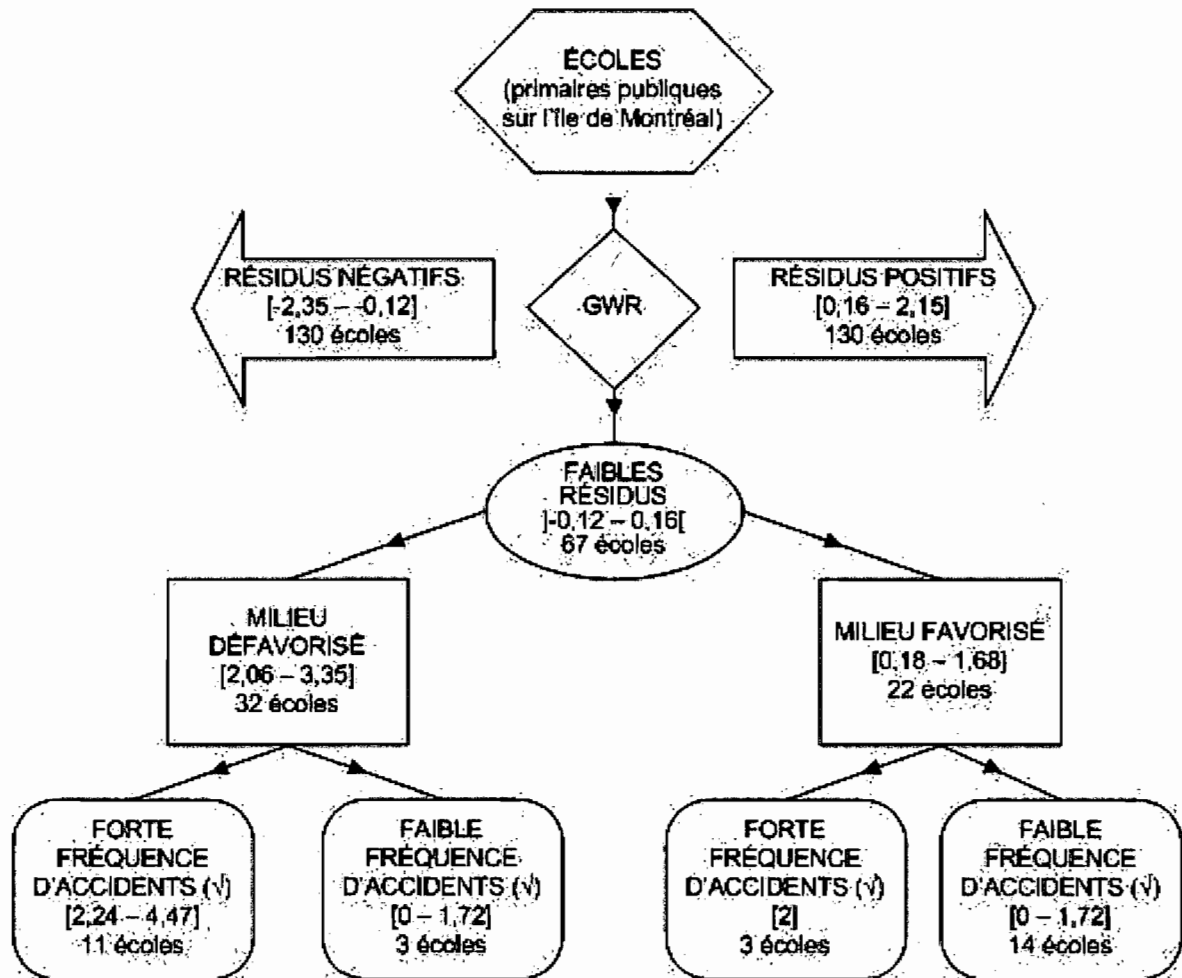 ÉCOLES
(primaires publiques
sur l'île de Montréal)
RÉSIDUS NÉGATIFS
[-2,35 – -0,12]
130 écoles
GWR
RÉSIDUS POSITIFS
[0,16 – 2,15]
130 écoles
FAIBLES
RÉSIDUS
]-0,12 – 0,16[
67 écoles
MILIEU
DÉFAVORISÉ
[2,06 – 3,35]
32 écoles
MILIEU FAVORISÉ
[0,18 – 1,68]
22 écoles
FORTE
FRÉQUENCE
D'ACCIDENTS (√)
[2,24 – 4,47]
11 écoles
FAIBLE
FRÉQUENCE
D'ACCIDENTS (√)
[0 – 1,72]
3 écoles
FORTE
FRÉQUENCE
D'ACCIDENTS (√)
[2]
3 écoles
FAIBLE
FRÉQUENCE
D'ACCIDENTS (√)
[0 – 1,72]
14 écoles